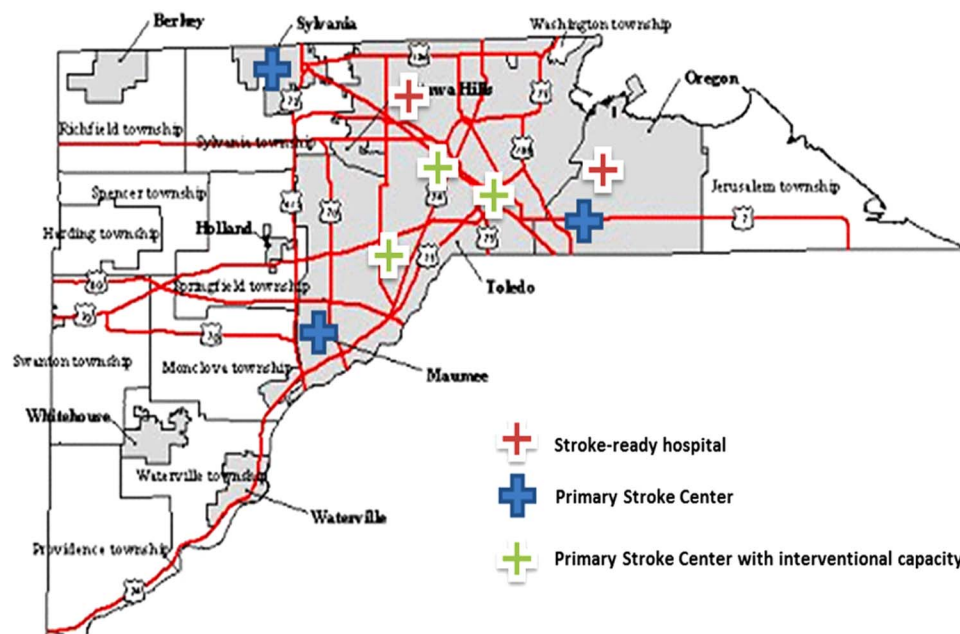 Berkey
Sylvania
Washington township
Oregon
Richfield township
Sylvania township
Jerusalem township
Spencer township
Harding township
Holland
Springfield township
Toledo
Swanton township
Monclova township
Maumee
Whitehouse
Waterville township
Waterville
Providence township
Stroke-ready hospital
Primary Stroke Center
Primary Stroke Center with interventional capacity